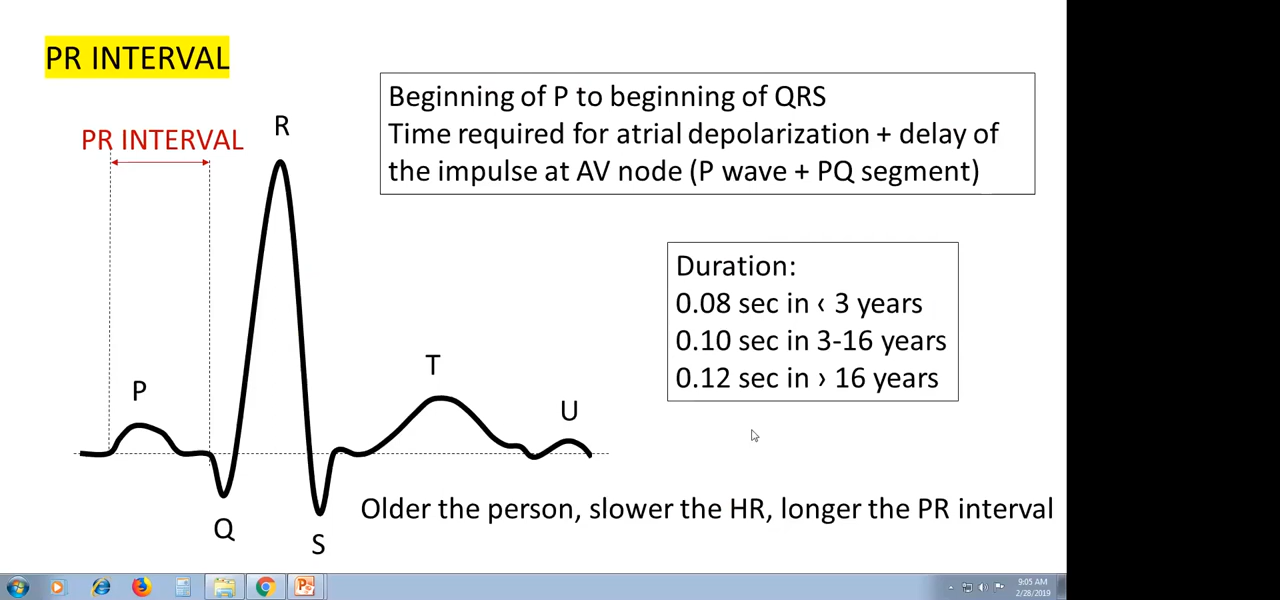 PR INTERVAL
Beginning of P to beginning of QRS
Time required for atrial depolarization + delay of
the impulse at AV node (P wave + PQ segment)
PR INTERVAL
R
Duration:
0.08 sec in ‹ 3 years
0.10 sec in 3-16 years
0.12 sec in › 16 years
P
T
U
Q
S
Older the person, slower the HR, longer the PR interval
9:05 AM
2/28/2019